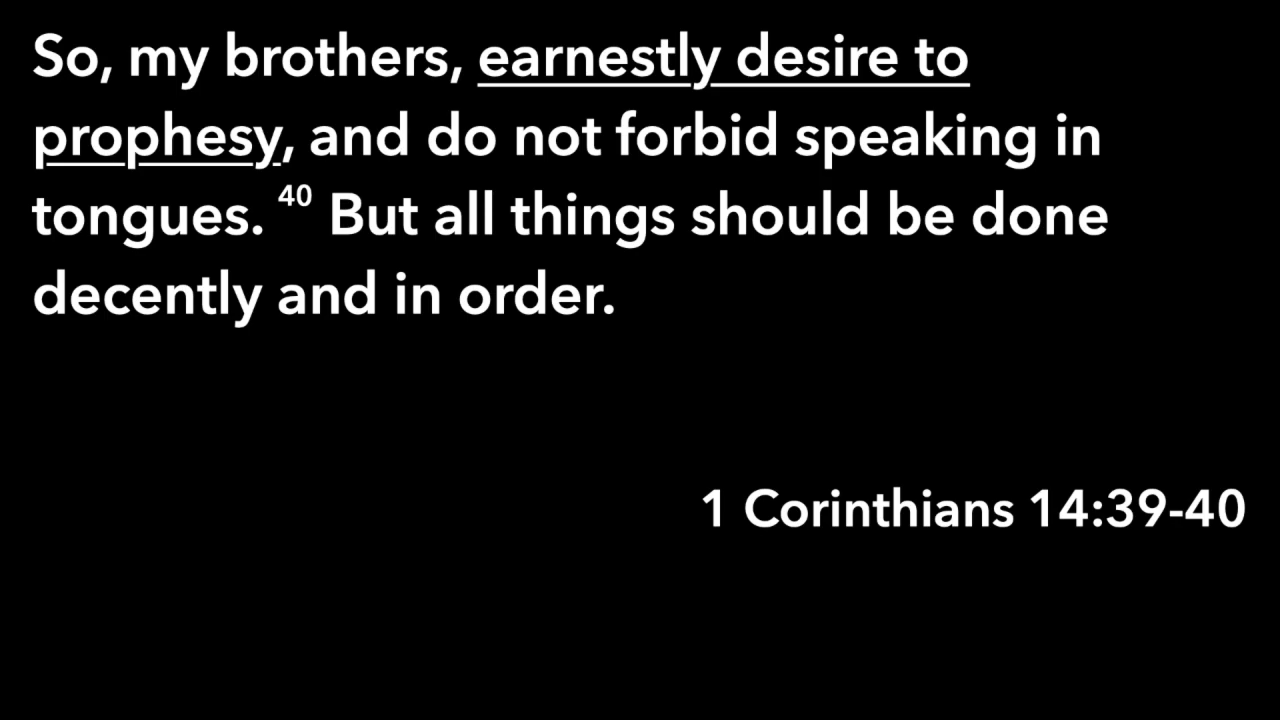 So, my brothers, earnestly desire to
prophesy, and do not forbid speaking in
tongues. 40 But all things should be done
decently and in order.
1 Corinthians 14:39-40